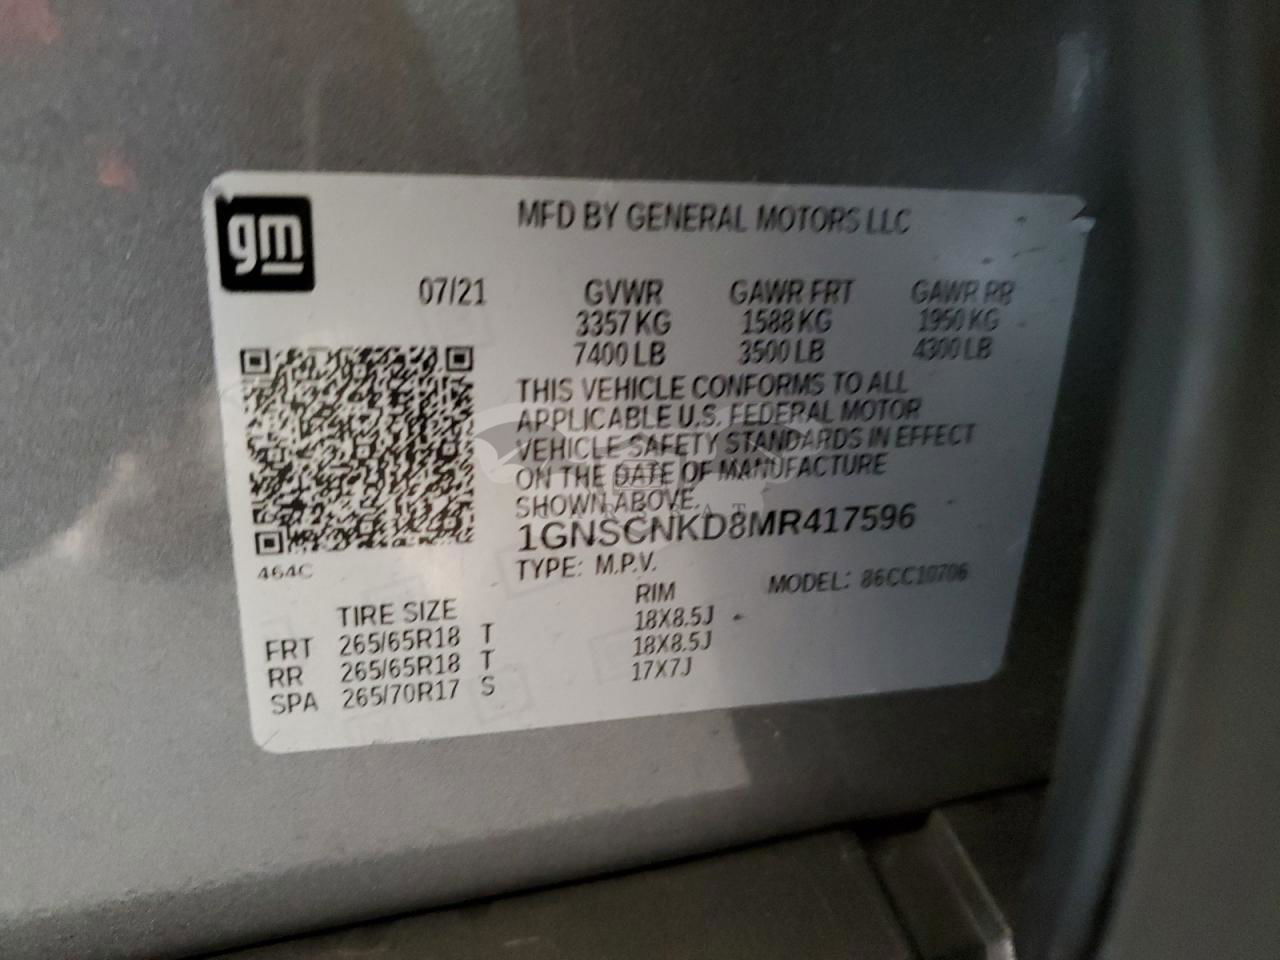 gm
MFD BY GENERAL MOTORS LLC
07/21 GVWR GAWR FRT GAWR RR
3357 KG 1588 KG 1950 KG
7400 LB 3500 LB 4300 LB
THIS VEHICLE CONFORMS TO ALL
APPLICABLE U.S. FEDERAL MOTOR
VEHICLE SAFETY STANDARDS IN EFFECT
ON THE DATE OF MANUFACTURE
SHOWN ABOVE.
1GNSCNKD8MR417596
464C
TYPE: M.P.V. MODEL: 86CC10706
TIRE SIZE RIM
FRT 265/65R18 T 18X8.5J
RR 265/65R18 T 18X8.5J
SPA 265/70R17 S 17X7J